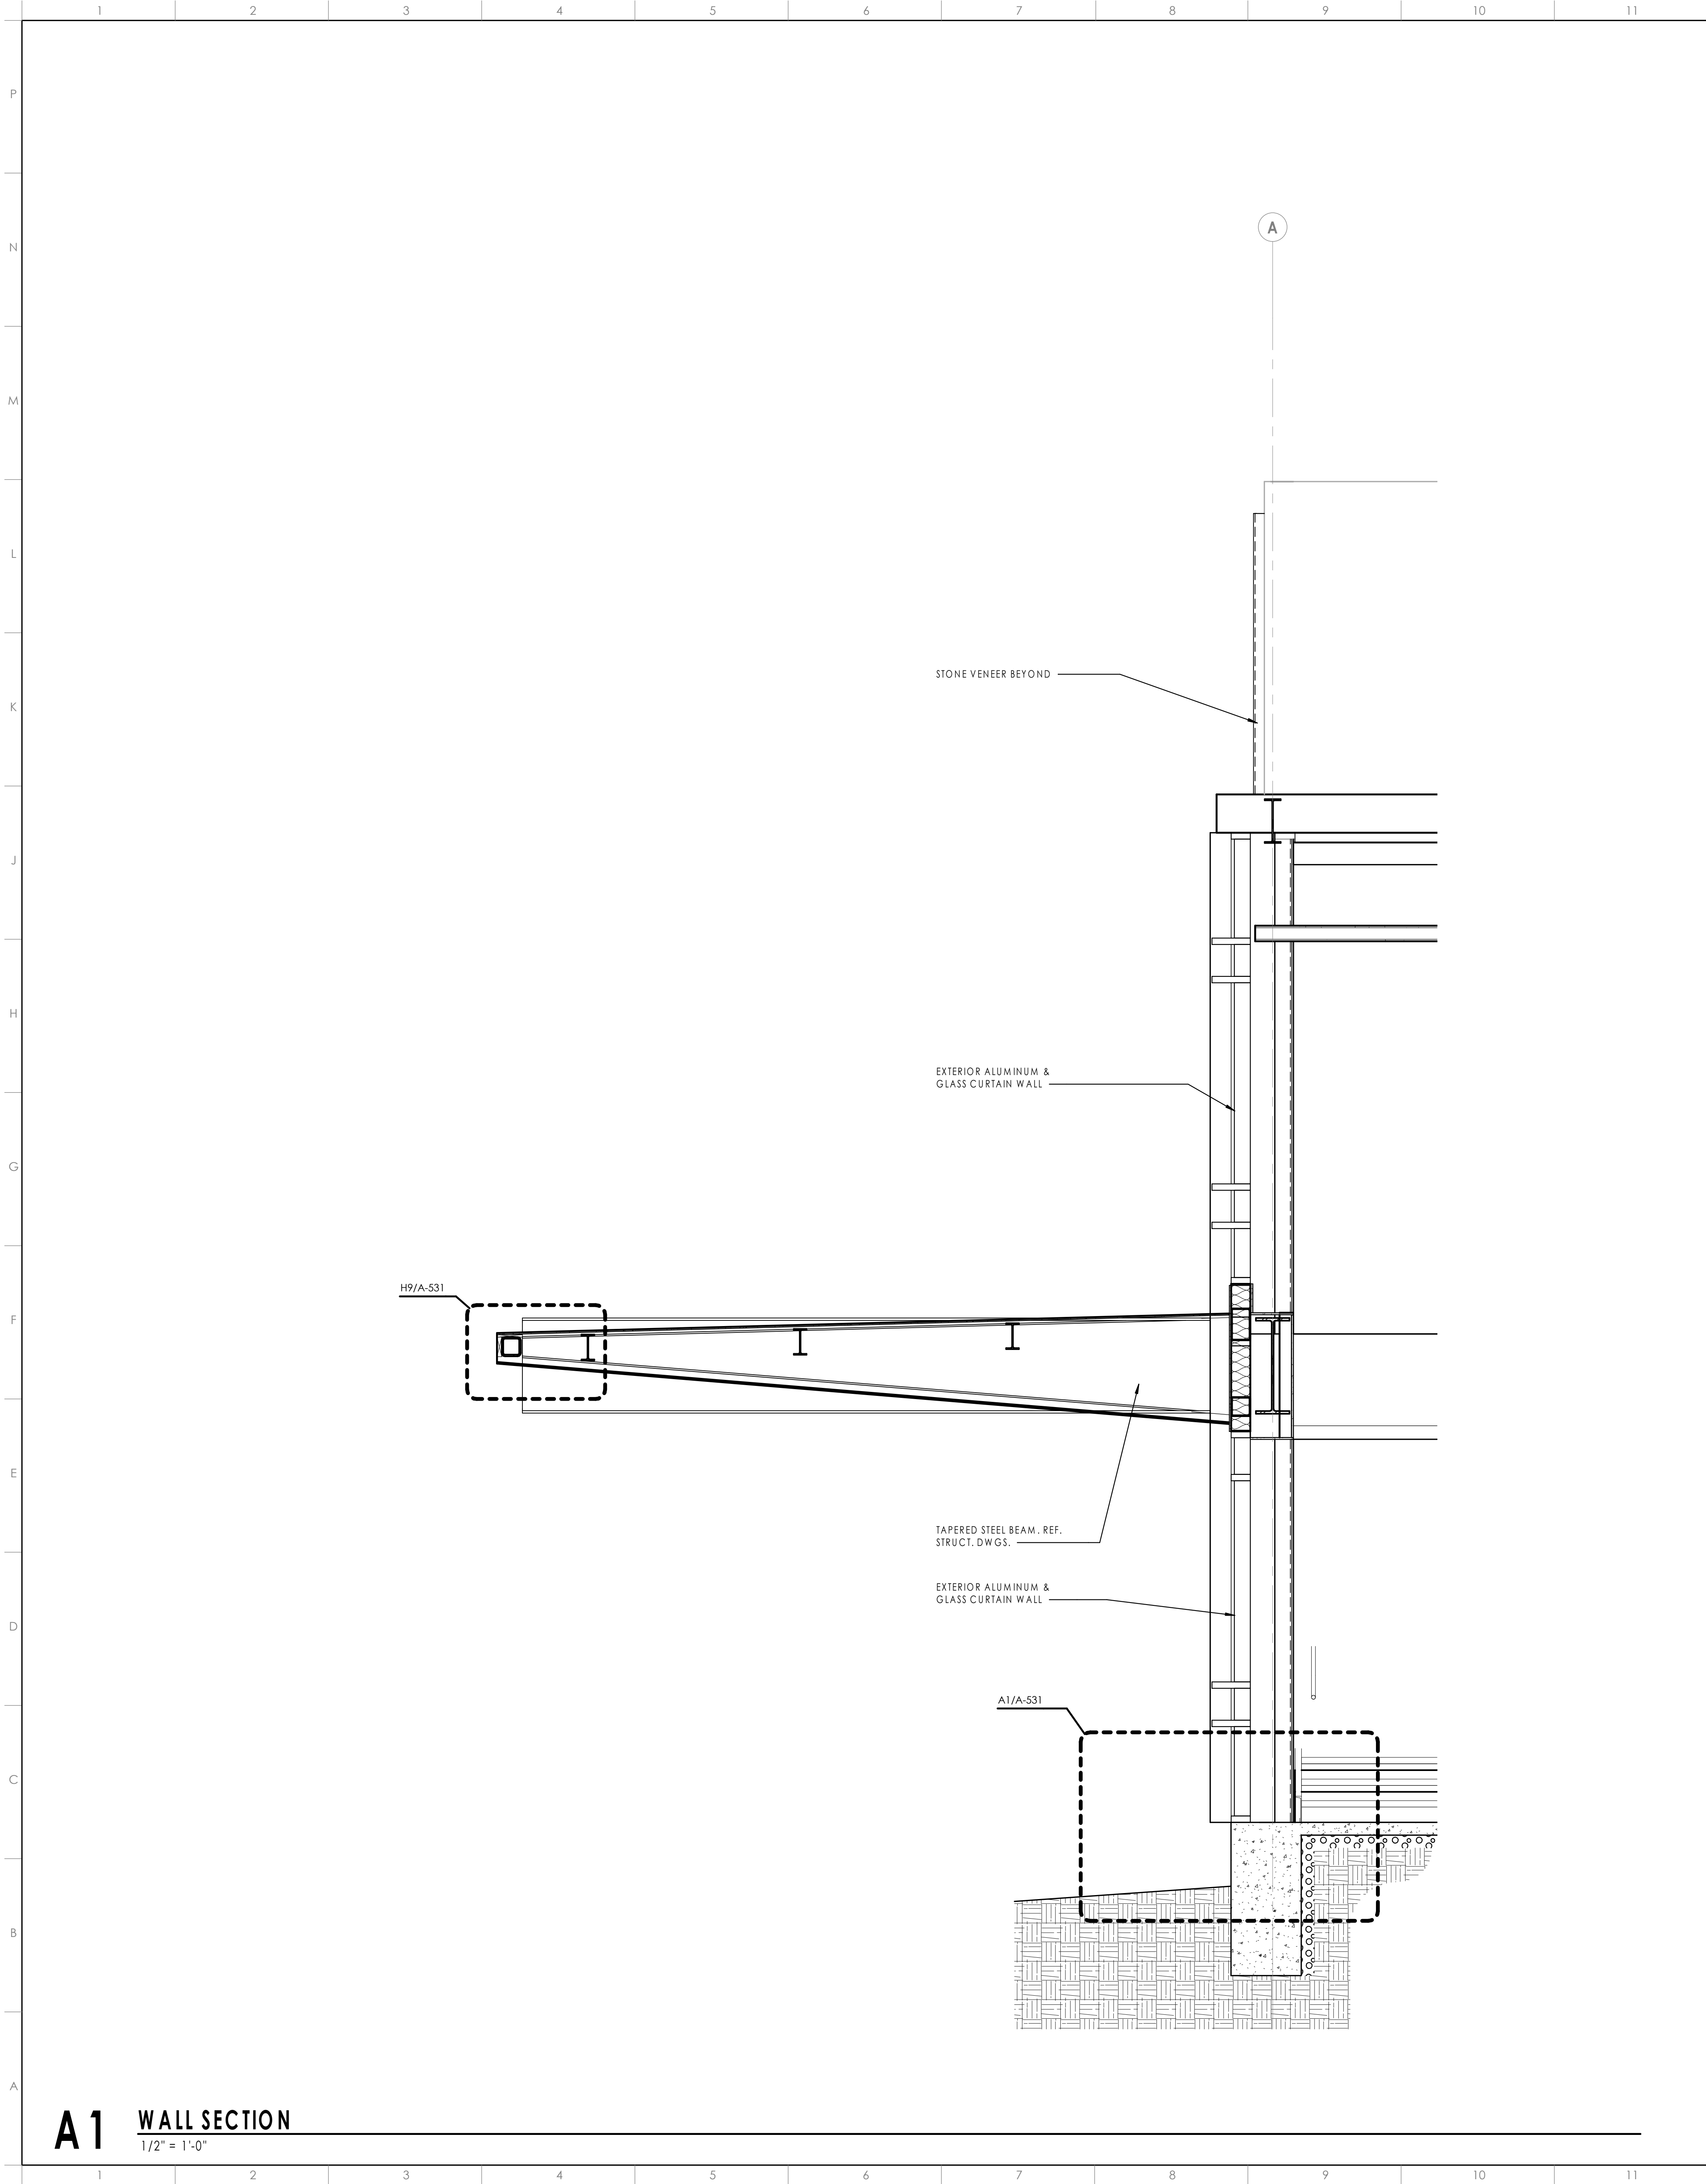 1 2 3 4 5 6 7 8 9 10 11
P
N
A
M
L
STONE VENEER BEYOND
K
J
H
EXTERIOR ALUMINUM &
GLASS CURTAIN WALL
G
H9/A-531
F
E
TAPERED STEEL BEAM. REF.
STRUCT. DWGS.
EXTERIOR ALUMINUM &
GLASS CURTAIN WALL
D
A1/A-531
C
B
A
A1 WALL SECTION
1/2" = 1'-0"
1 2 3 4 5 6 7 8 9 10 11